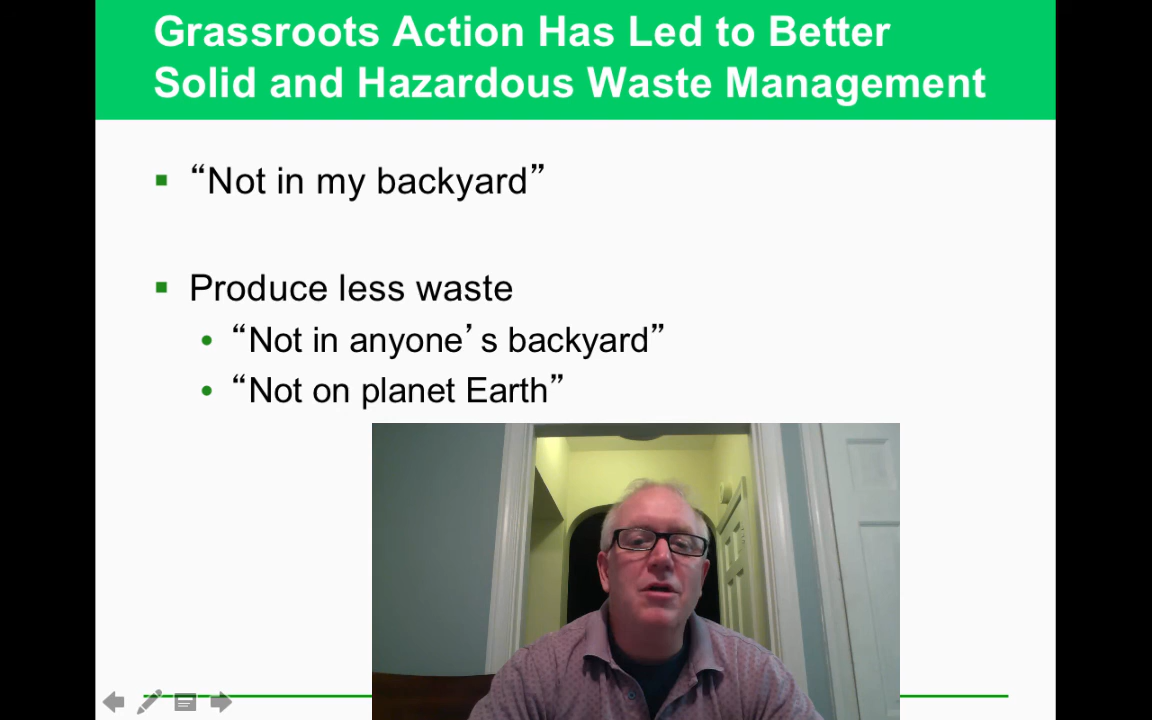 Grassroots Action Has Led to Better
Solid and Hazardous Waste Management
“Not in my backyard”
Produce less waste
“Not in anyone’s backyard”
“Not on planet Earth”